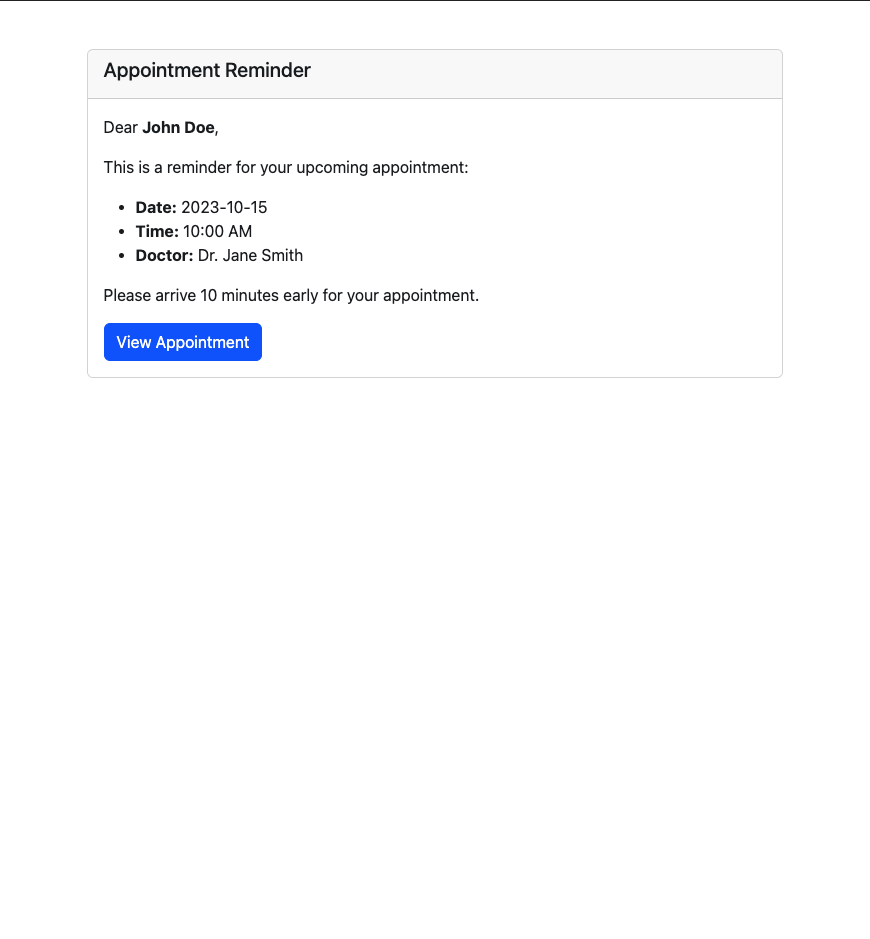 Appointment Reminder
Dear John Doe,
This is a reminder for your upcoming appointment:
• Date: 2023-10-15
• Time: 10:00 AM
• Doctor: Dr. Jane Smith
Please arrive 10 minutes early for your appointment.
View Appointment